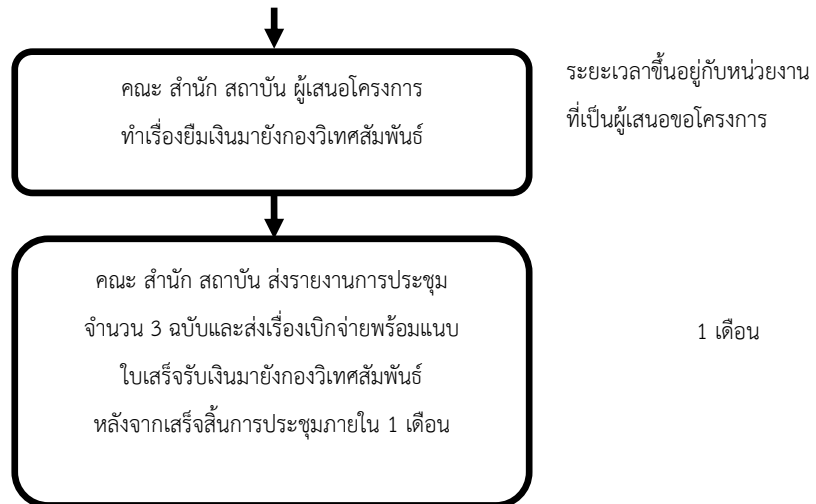 คณะ สำนัก สถาบัน ผู้เสนอโครงการ
ทำเรื่องยืมเงินมายังกองวิเทศสัมพันธ์
ระยะเวลาขึ้นอยู่กับหน่วยงาน
ที่เป็นผู้เสนอขอโครงการ
คณะ สำนัก สถาบัน ส่งรายงานการประชุม
จำนวน 3 ฉบับและส่งเรื่องเบิกจ่ายพร้อมแนบ
ใบเสร็จรับเงินมายังกองวิเทศสัมพันธ์
หลังจากเสร็จสิ้นการประชุมภายใน 1 เดือน
1 เดือน